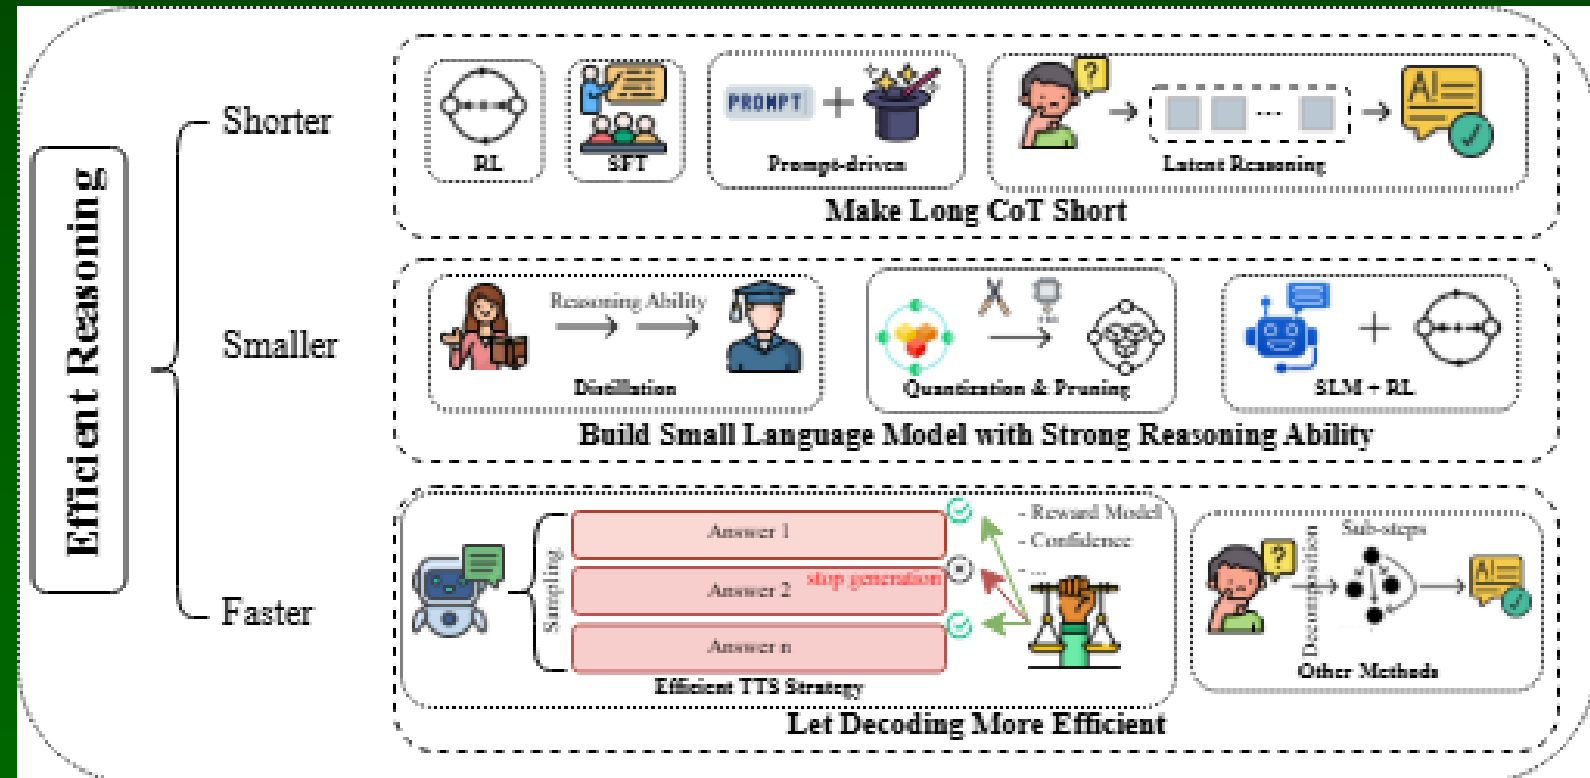 Efficient Reasoning
Shorter
RL
SFT
PROMPT
+
Prompt-driven
?
...
AI
Latent Reasoning
Make Long CoT Short
Smaller
Reasoning Ability
Distillation
Quantization & Pruning
+
SLM + RL
Build Small Language Model with Strong Reasoning Ability
Faster
Sampling
Answer 1
Answer 2
stop generation
Answer n
- Reward Model
- Confidence
- ...
Efficient TTS Strategy
?
Decomposition
Sub-steps
AI
Other Methods
Let Decoding More Efficient